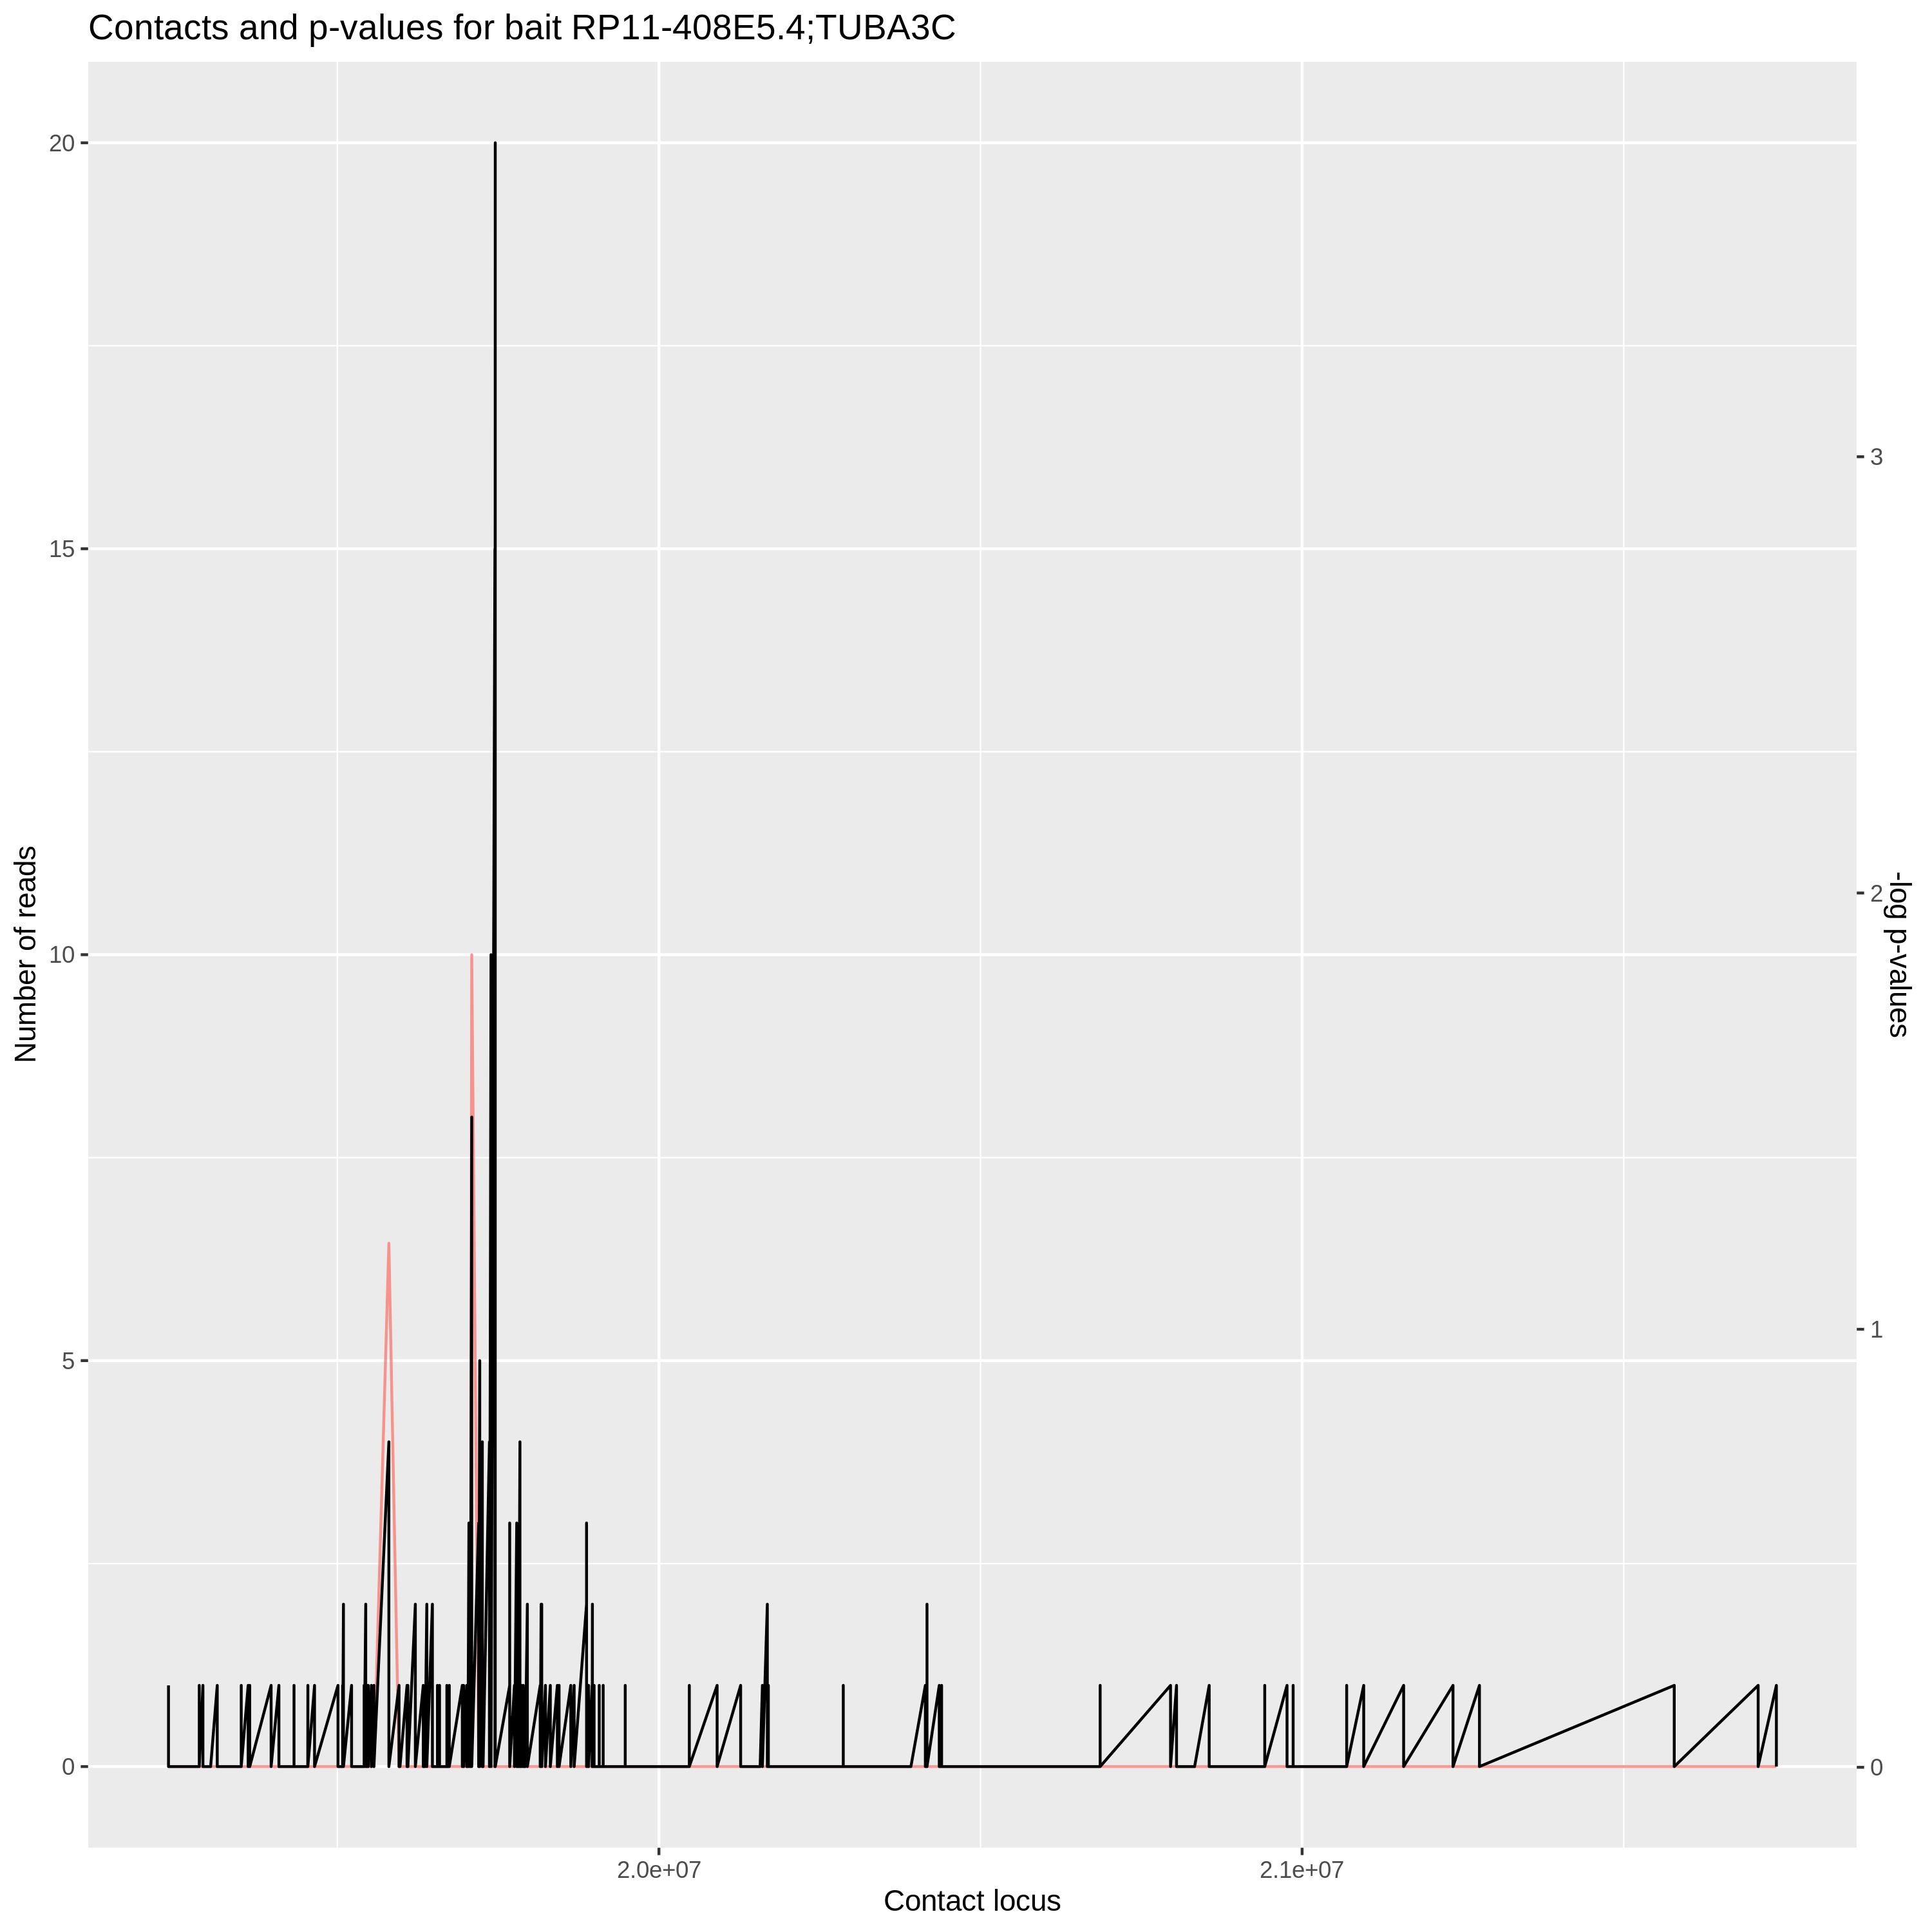 Contacts and p-values for bait RP11-408E5.4;TUBA3C
20
15
10
5
0
Number of reads
3
2
1
0
-log p-values
2.0e+07
2.1e+07
Contact locus